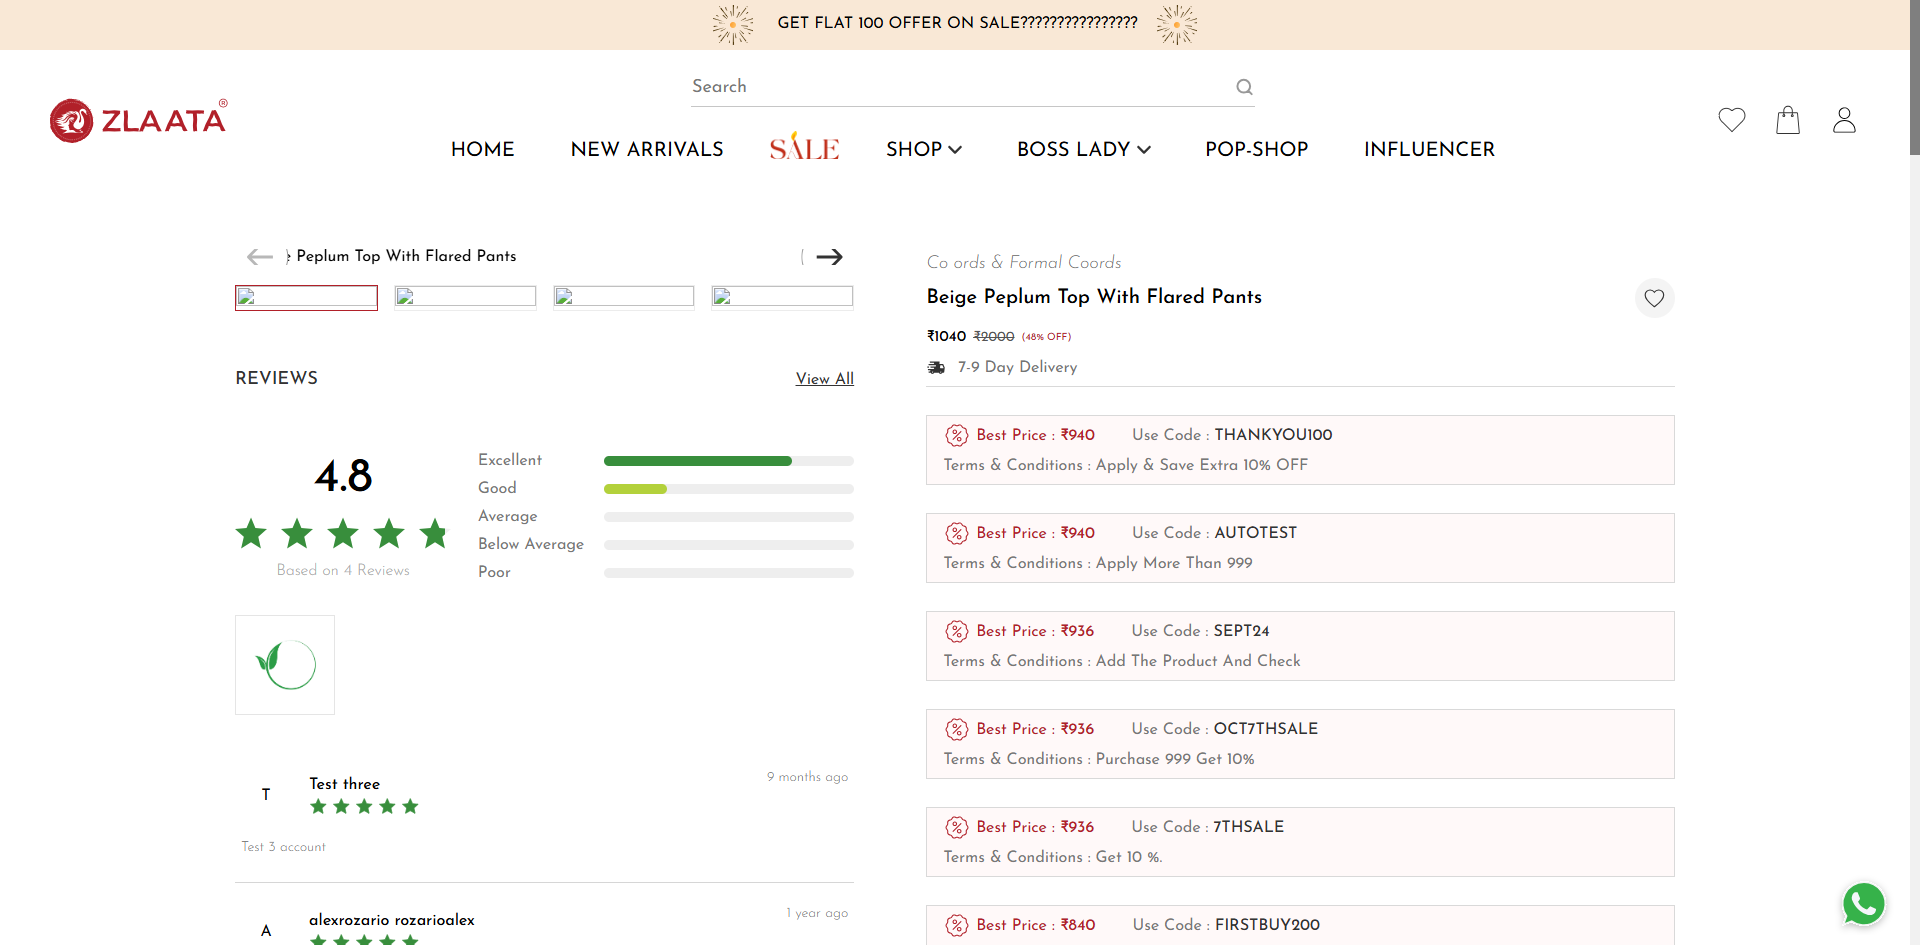 GET FLAT 100 OFFER ON SALE????????????????
Search
ZLAATA®
HOME
NEW ARRIVALS
SALE
SHOP
BOSS LADY
POP-SHOP
INFLUENCER
Peplum Top With Flared Pants
REVIEWS
View All
4.8
Based on 4 Reviews
Excellent
Good
Average
Below Average
Poor
T
Test three
9 months ago
Test 3 account
A
alexrozario rozarioalex
1 year ago
Co ords & Formal Coords
Beige Peplum Top With Flared Pants
₹1040 ₹2000 (48% OFF)
7-9 Day Delivery
Best Price : ₹940 Use Code : THANKYOU100
Terms & Conditions : Apply & Save Extra 10% OFF
Best Price : ₹940 Use Code : AUTOTEST
Terms & Conditions : Apply More Than 999
Best Price : ₹936 Use Code : SEPT24
Terms & Conditions : Add The Product And Check
Best Price : ₹936 Use Code : OCT7THSALE
Terms & Conditions : Purchase 999 Get 10%
Best Price : ₹936 Use Code : 7THSALE
Terms & Conditions : Get 10 %.
Best Price : ₹840 Use Code : FIRSTBUY200